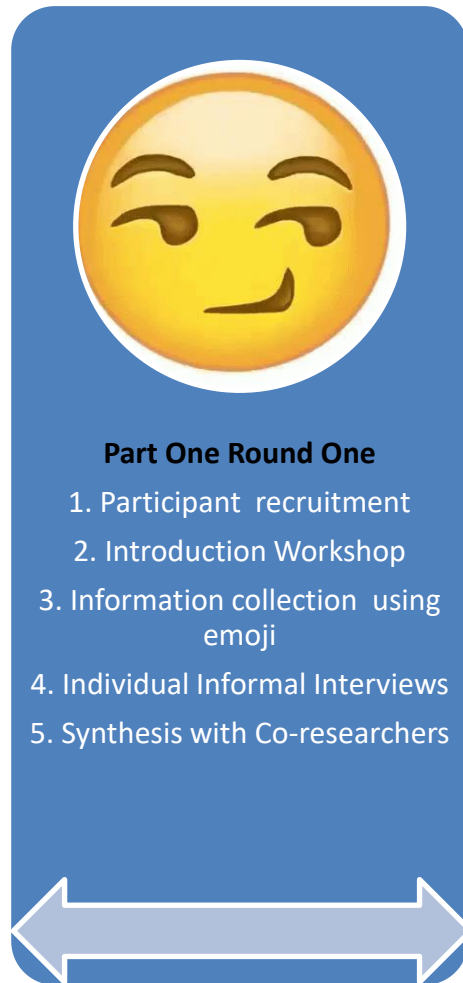 Part One Round One
1. Participant  recruitment
2. Introduction Workshop
3. Information collection  using
emoji
4. Individual Informal Interviews
5. Synthesis with Co-researchers